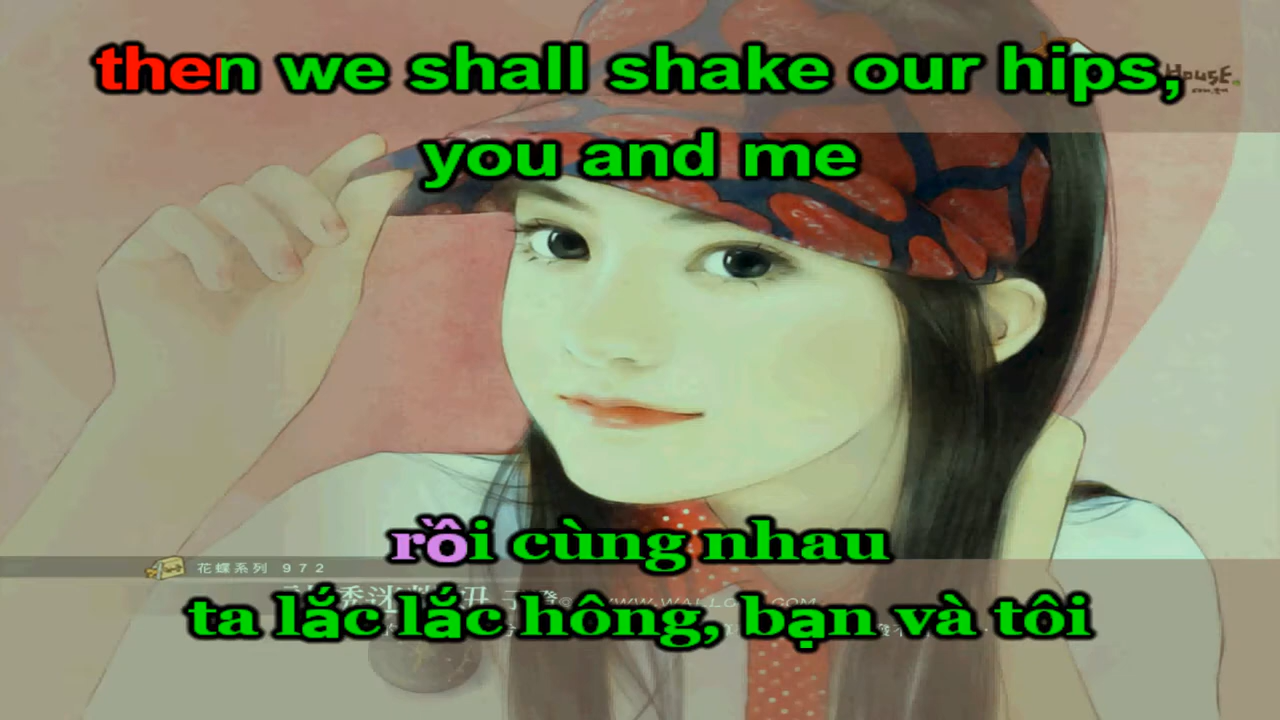 then we shall shake our hips,
HOUSE
you and me
rồi cùng nhau
花蝶系列 972
ta lắc lắc hông, bạn và tôi